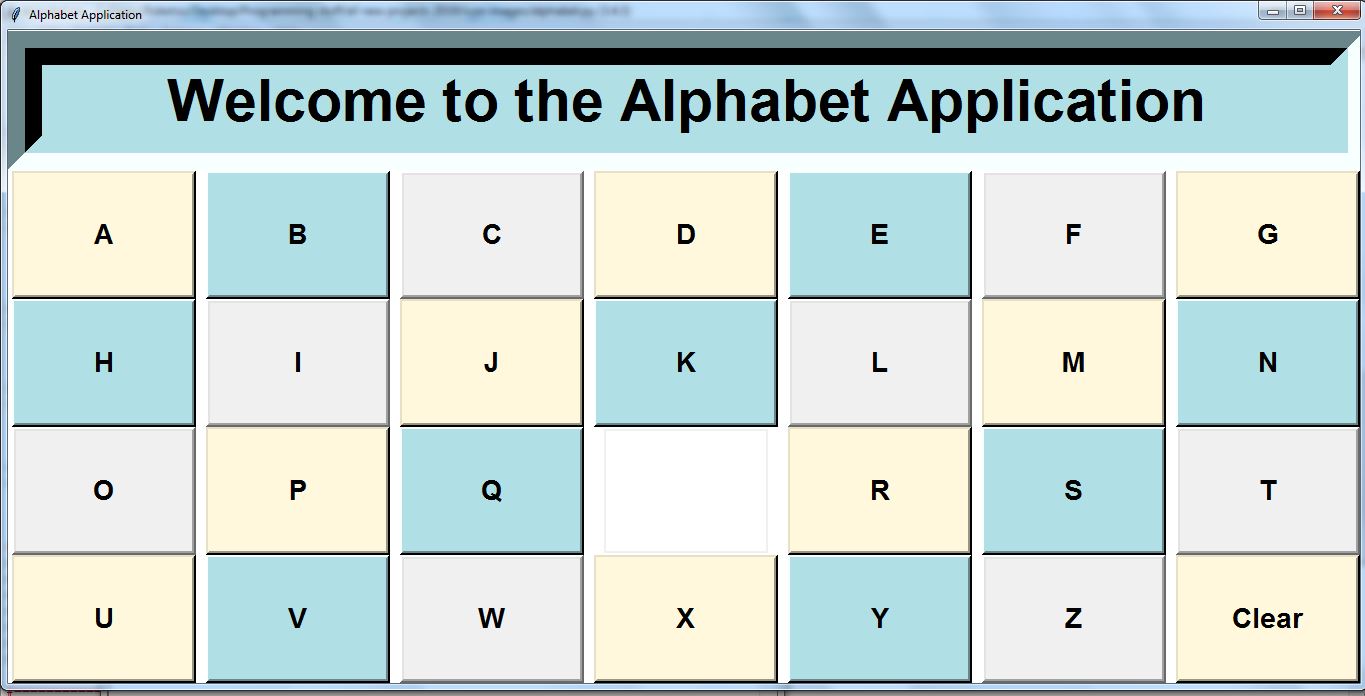 Alphabet Application
Welcome to the Alphabet Application
A B C D E F G
H I J K L M N
O P Q R S T
U V W X Y Z Clear